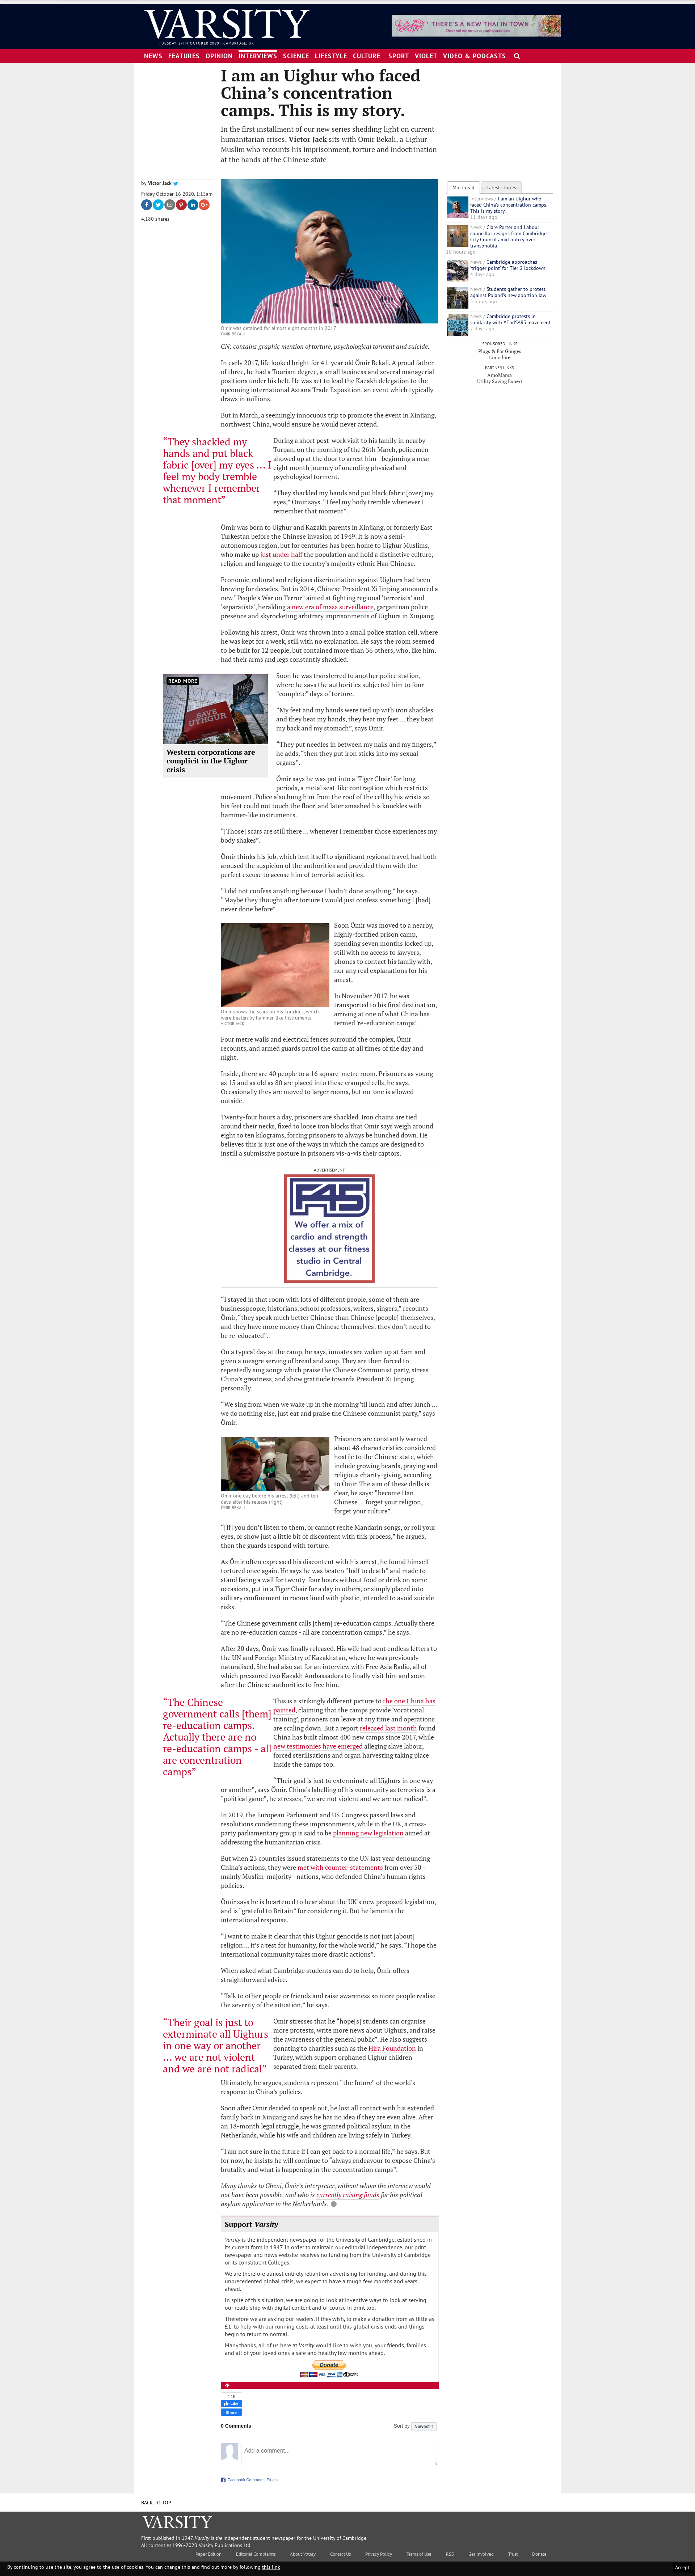 VARSITY
TUESDAY 27TH OCTOBER 2020 | CAMBRIDGE, UK
THERE'S A NEW THAI IN TOWN
NEWS FEATURES OPINION INTERVIEWS SCIENCE LIFESTYLE CULTURE SPORT VIOLET VIDEO & PODCASTS
I am an Uighur who faced
China's concentration
camps. This is my story.
In the first installment of our new series shedding light on current
humanitarian crises, Victor Jack sits with Ömir Bekali, a Uighur
Muslim who recounts his imprisonment, torture and indoctrination
at the hands of the Chinese state
by Victor Jack
Friday October 16 2020, 1:15am
4,180 shares
Ömir was detained for almost eight months in 2017
ÖMIR BEKALI
Most read Latest stories
Interviews / I am an Uighur who
faced China's concentration camps.
This is my story.
11 days ago
News / Clare Porter and Labour
councillor resigns from Cambridge
City Council amid outcry over
transphobia
10 hours ago
News / Cambridge approaches
'trigger point' for Tier 2 lockdown
4 days ago
News / Students gather to protest
against Poland's new abortion law
5 hours ago
News / Cambridge protests in
solidarity with #EndSARS movement
2 days ago
SPONSORED LINKS
Plugs & Ear Gauges
Limo hire
PARTNER LINKS
AmoMama
Utility Saving Expert
CN: contains graphic mention of torture, psychological torment and suicide.
In early 2017, life looked bright for 41-year old Ömir Bekali. A proud father
of three, he had a Tourism degree, a small business and several managerial
positions under his belt. He was set to lead the Kazakh delegation to the
upcoming international Astana Trade Exposition, an event which typically
draws in millions.
But in March, a seemingly innocuous trip to promote the event in Xinjiang,
northwest China, would ensure he would never attend.
"They shackled my
hands and put black
fabric [over] my eyes ... I
feel my body tremble
whenever I remember
that moment"
During a short post-work visit to his family in nearby
Turpan, on the morning of the 26th March, policemen
showed up at the door to arrest him - beginning a near
eight month journey of unending physical and
psychological torment.
"They shackled my hands and put black fabric [over] my
eyes," Ömir says. "I feel my body tremble whenever I
remember that moment".
Ömir was born to Uighur and Kazakh parents in Xinjiang, or formerly East
Turkestan before the Chinese invasion of 1949. It is now a semi-
autonomous region, but for centuries has been home to Uighur Muslims,
who make up just under half the population and hold a distinctive culture,
religion and language to the country's majority ethnic Han Chinese.
Economic, cultural and religious discrimination against Uighurs had been
brewing for decades. But in 2014, Chinese President Xi Jinping announced a
new "People's War on Terror" aimed at fighting regional 'terrorists' and
'separatists', heralding a new era of mass surveillance, gargantuan police
presence and skyrocketing arbitrary imprisonments of Uighurs in Xinjiang.
Following his arrest, Ömir was thrown into a small police station cell, where
he was kept for a week, still with no explanation. He says the room seemed
to be built for 12 people, but contained more than 36 others, who, like him,
had their arms and legs constantly shackled.
READ MORE
SAVE UYGHUR
Western corporations are
complicit in the Uighur
crisis
Soon he was transferred to another police station,
where he says the authorities subjected him to four
"complete" days of torture.
"My feet and my hands were tied up with iron shackles
and they beat my hands, they beat my feet ... they beat
my back and my stomach", says Ömir.
"They put needles in between my nails and my fingers,"
he adds, "then they put iron sticks into my sexual
organs".
Ömir says he was put into a 'Tiger Chair' for long
periods, a metal seat-like contraption which restricts
movement. Police also hung him from the roof of the cell by his wrists so
his feet could not touch the floor, and later smashed his knuckles with
hammer-like instruments.
"[Those] scars are still there ... whenever I remember those experiences my
body shakes".
Ömir thinks his job, which lent itself to significant regional travel, had both
aroused the suspicion of the authorities and provided them with the
perfect excuse to accuse him of terrorist activities.
"I did not confess anything because I hadn't done anything," he says.
"Maybe they thought after torture I would just confess something I [had]
never done before".
Ömir shows the scars on his knuckles, which
were beaten by hammer-like instruments
VICTOR JACK
Soon Ömir was moved to a nearby,
highly-fortified prison camp,
spending seven months locked up,
still with no access to lawyers,
phones to contact his family with,
nor any real explanations for his
arrest.
In November 2017, he was
transported to his final destination,
arriving at one of what China has
termed 're-education camps'.
Four metre walls and electrical fences surround the complex, Ömir
recounts, and armed guards patrol the camp at all times of the day and
night.
Inside, there are 40 people to a 16 square-metre room. Prisoners as young
as 15 and as old as 80 are placed into these cramped cells, he says.
Occasionally they are moved to larger rooms, but no-one is allowed
outside.
Twenty-four hours a day, prisoners are shackled. Iron chains are tied
around their necks, fixed to loose iron blocks that Ömir says weigh around
eight to ten kilograms, forcing prisoners to always be hunched down. He
believes this is just one of the ways in which the camps are designed to
instill a submissive posture in prisoners vis-a-vis their captors.
ADVERTISEMENT
F45
We offer a mix of
cardio and strength
classes at our fitness
studio in Central
Cambridge.
"I stayed in that room with lots of different people, some of them are
businesspeople, historians, school professors, writers, singers," recounts
Ömir, "they speak much better Chinese than Chinese [people] themselves,
and they have more money than Chinese themselves: they don't need to
be re-educated".
On a typical day at the camp, he says, inmates are woken up at 5am and
given a meagre serving of bread and soup. They are then forced to
repeatedly sing songs which praise the Chinese Communist party, stress
China's greatness, and show gratitude towards President Xi Jinping
personally.
"We sing from when we wake up in the morning 'til lunch and after lunch ...
we do nothing else, just eat and praise the Chinese communist party," says
Ömir.
Ömir one day before his arrest (left) and ten
days after his release (right)
ÖMIR BEKALI
Prisoners are constantly warned
about 48 characteristics considered
hostile to the Chinese state, which
include growing beards, praying and
religious charity-giving, according
to Ömir. The aim of these drills is
clear, he says: "become Han
Chinese ... forget your religion,
forget your culture".
"[If] you don't listen to them, or cannot recite Mandarin songs, or roll your
eyes, or show just a little bit of discontent with this process," he argues,
then the guards respond with torture.
As Ömir often expressed his discontent with his arrest, he found himself
tortured once again. He says he was beaten to "half to death" and made to
stand facing a wall for twenty-four hours without food or drink on some
occasions, put in a Tiger Chair for a day in others, or simply placed into
solitary confinement in rooms lined with plastic, intended to avoid suicide
risks.
"The Chinese government calls [them] re-education camps. Actually there
are no re-education camps - all are concentration camps," he says.
After 20 days, Ömir was finally released. His wife had sent endless letters to
the UN and Foreign Ministry of Kazakhstan, where he was previously
naturalised. She had also sat for an interview with Free Asia Radio, all of
which pressured two Kazakh Ambassadors to finally visit him and soon
after the Chinese authorities to free him.
"The Chinese
government calls [them]
re-education camps.
Actually there are no
re-education camps - all
are concentration
camps"
This is a strikingly different picture to the one China has
painted, claiming that the camps provide 'vocational
training', prisoners can leave at any time and operations
are scaling down. But a report released last month found
China has built almost 400 new camps since 2017, while
new testimonies have emerged alleging slave labour,
forced sterilisations and organ harvesting taking place
inside the camps too.
"Their goal is just to exterminate all Uighurs in one way
or another", says Ömir. China's labelling of his community as terrorists is a
"political game", he stresses, "we are not violent and we are not radical".
In 2019, the European Parliament and US Congress passed laws and
resolutions condemning these imprisonments, while in the UK, a cross-
party parliamentary group is said to be planning new legislation aimed at
addressing the humanitarian crisis.
But when 23 countries issued statements to the UN last year denouncing
China's actions, they were met with counter-statements from over 50 -
mainly Muslim-majority - nations, who defended China's human rights
policies.
Ömir says he is heartened to hear about the UK's new proposed legislation,
and is "grateful to Britain" for considering it. But he laments the
international response.
"I want to make it clear that this Uighur genocide is not just [about]
religion ... it's a test for humanity, for the whole world," he says. "I hope the
international community takes more drastic actions".
When asked what Cambridge students can do to help, Ömir offers
straightforward advice.
"Talk to other people or friends and raise awareness so more people realise
the severity of the situation," he says.
"Their goal is just to
exterminate all Uighurs
in one way or another
... we are not violent
and we are not radical"
Ömir stresses that he "hope[s] students can organise
more protests, write more news about Uighurs, and raise
the awareness of the general public". He also suggests
donating to charities such as the Hira Foundation in
Turkey, which support orphaned Uighur children
separated from their parents.
Ultimately, he argues, students represent "the future" of the world's
response to China's policies.
Soon after Ömir decided to speak out, he lost all contact with his extended
family back in Xinjiang and says he has no idea if they are even alive. After
an 18-month legal struggle, he was granted political asylum in the
Netherlands, while his wife and children are living safely in Turkey.
"I am not sure in the future if I can get back to a normal life," he says. But
for now, he insists he will continue to "always endeavour to expose China's
brutality and what is happening in the concentration camps".
Many thanks to Gheni, Ömir's interpreter, without whom the interview would
not have been possible, and who is currently raising funds for his political
asylum application in the Netherlands.
Support Varsity
Varsity is the independent newspaper for the University of Cambridge, established in
its current form in 1947. In order to maintain our editorial independence, our print
newspaper and news website receives no funding from the University of Cambridge
or its constituent Colleges.
We are therefore almost entirely reliant on advertising for funding, and during this
unprecedented global crisis, we expect to have a tough few months and years
ahead.
In spite of this situation, we are going to look at inventive ways to look at serving
our readership with digital content and of course in print too.
Therefore we are asking our readers, if they wish, to make a donation from as little as
£1, to help with our running costs at least until this global crisis ends and things
begin to return to normal.
Many thanks, all of us here at Varsity would like to wish you, your friends, families
and all of your loved ones a safe and healthy few months ahead.
Donate
4.1K
Like
Share
0 Comments
Sort by Newest
Add a comment...
Facebook Comments Plugin
BACK TO TOP
VARSITY
First published in 1947, Varsity is the independent student newspaper for the University of Cambridge.
All content © 1996-2020 Varsity Publications Ltd.
Paper Edition Editorial Complaints About Varsity Contact Us Privacy Policy Terms of Use RSS Get Involved Trust Donate
By continuing to use the site, you agree to the use of cookies. You can change this and find out more by following this link
Accept